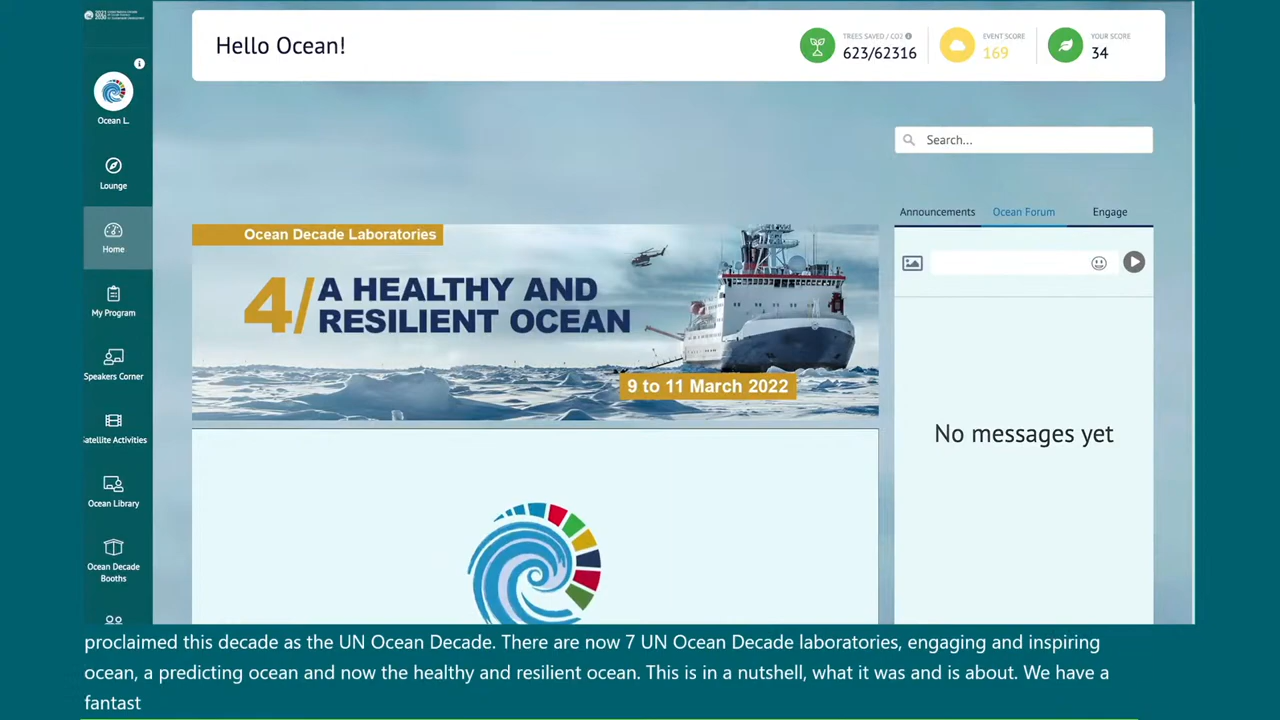 Hello Ocean!
TREES SAVED / CO2
623/62316
EVENT SCORE
169
YOUR SCORE
34
Ocean L.
Lounge
Home
My Program
Speakers Corner
Satellite Activities
Ocean Library
Ocean Decade
Booths
Search...
Announcements
Ocean Forum
Engage
No messages yet
Ocean Decade Laboratories
4/ A HEALTHY AND
RESILIENT OCEAN
9 to 11 March 2022
proclaimed this decade as the UN Ocean Decade. There are now 7 UN Ocean Decade laboratories, engaging and inspiring
ocean, a predicting ocean and now the healthy and resilient ocean. This is in a nutshell, what it was and is about. We have a
fantast